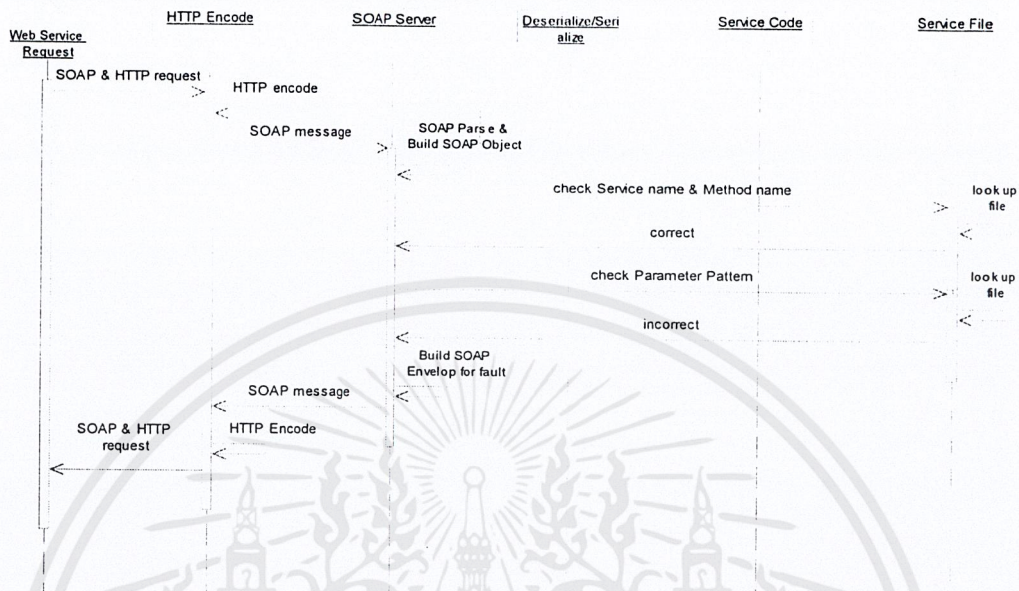 HTTP Encode
SOAP Server
Deserialize/Seri
alize
Service Code
Service File
Web Service
Request
SOAP & HTTP request
HTTP encode
SOAP message
SOAP Parse &
Build SOAP Object
check Service name & Method name
look up
file
correct
check Parameter Pattern
look up
file
incorrect
Build SOAP
Envelop for fault
SOAP message
SOAP & HTTP
request
HTTP Encode